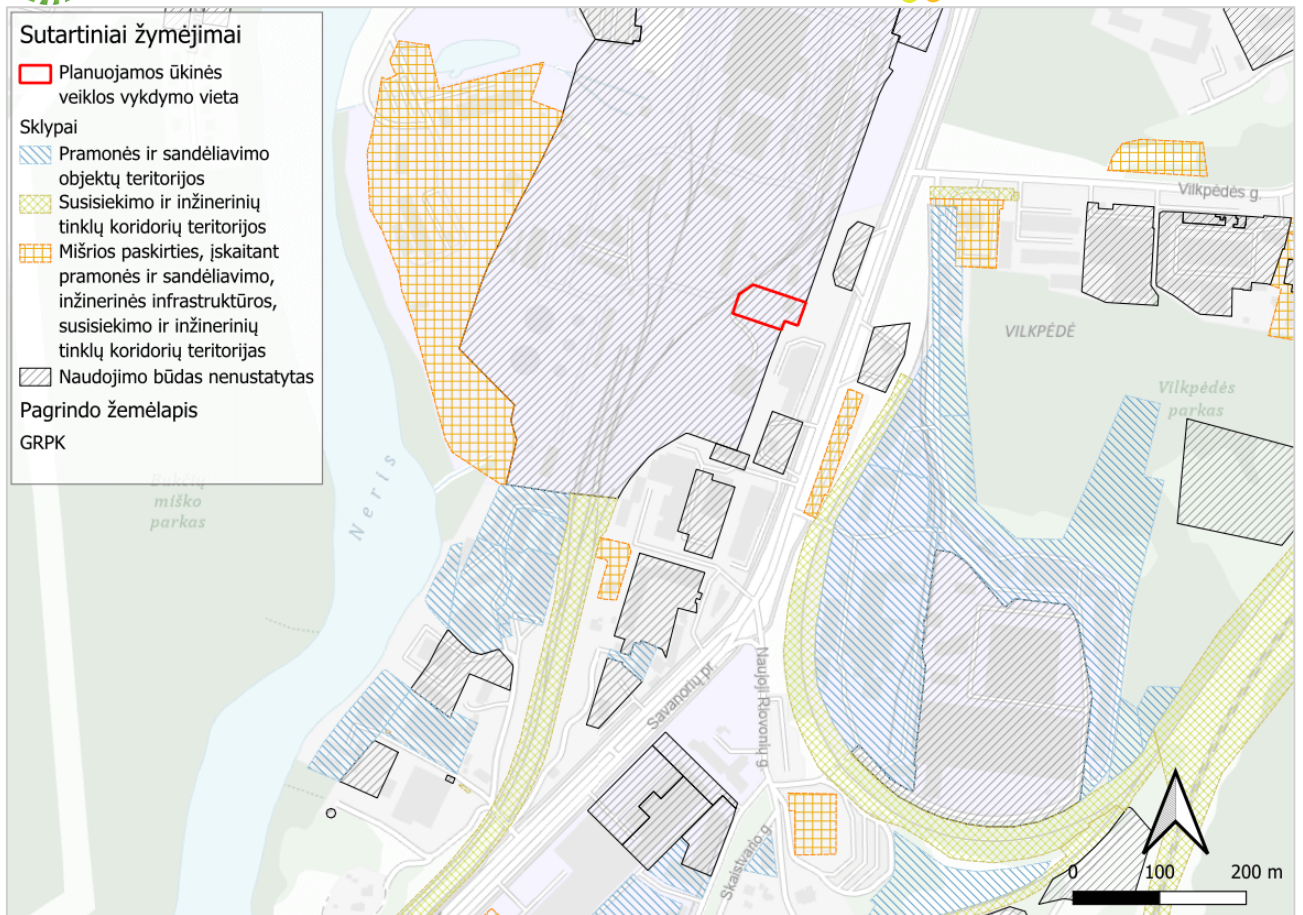 Sutartiniai žymėjimai
Planuojamos ūkinės
veiklos vykdymo vieta
Sklypai
Pramonės ir sandėliavimo
objektų teritorijos
Susisiekimo ir inžinerinių
tinklų koridorių teritorijos
Mišrios paskirties, įskaitant
pramonės ir sandėliavimo,
inžinerinės infrastruktūros,
susisiekimo ir inžinerinių
tinklų koridorių teritorijas
Naudojimo būdas nenustatytas
Pagrindo žemėlapis
GRPK
Bukčių
miško
parkas
Neris
Vilkpėdės g.
VILKPĖDĖ
Vilkpėdės
parkas
Savanorių pr.
Naujoji Riovonių g.
Skaistvario g.
0 100 200 m